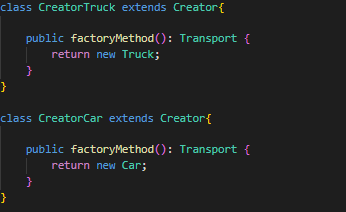 class CreatorTruck extends Creator{
    public factoryMethod(): Transport {
        return new Truck;
    }
}
class CreatorCar extends Creator{
    public factoryMethod(): Transport {
        return new Car;
    }
}